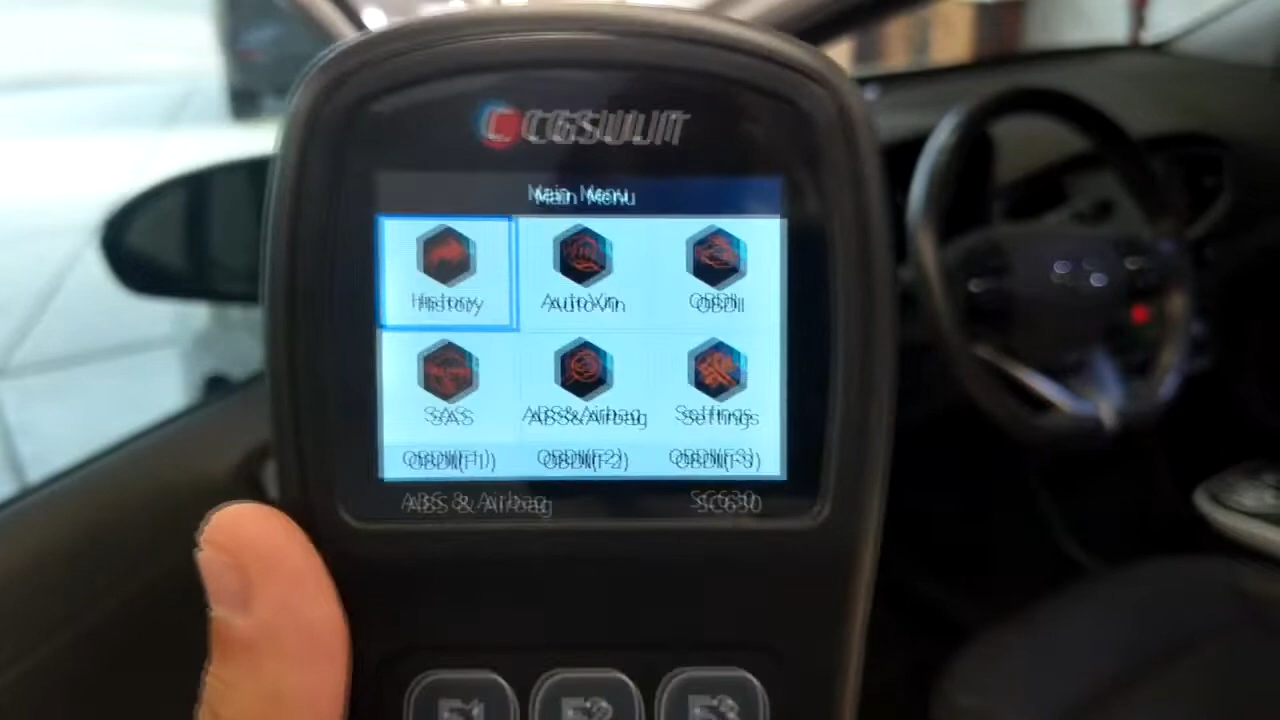 CGSULIT
Main Menu
History AutoVin OBDII
SAS ABS&Airbag Settings
OBDII(F1) OBDII(F2) OBDII(F3)
ABS & Airbag SC630
F1 F2 F3